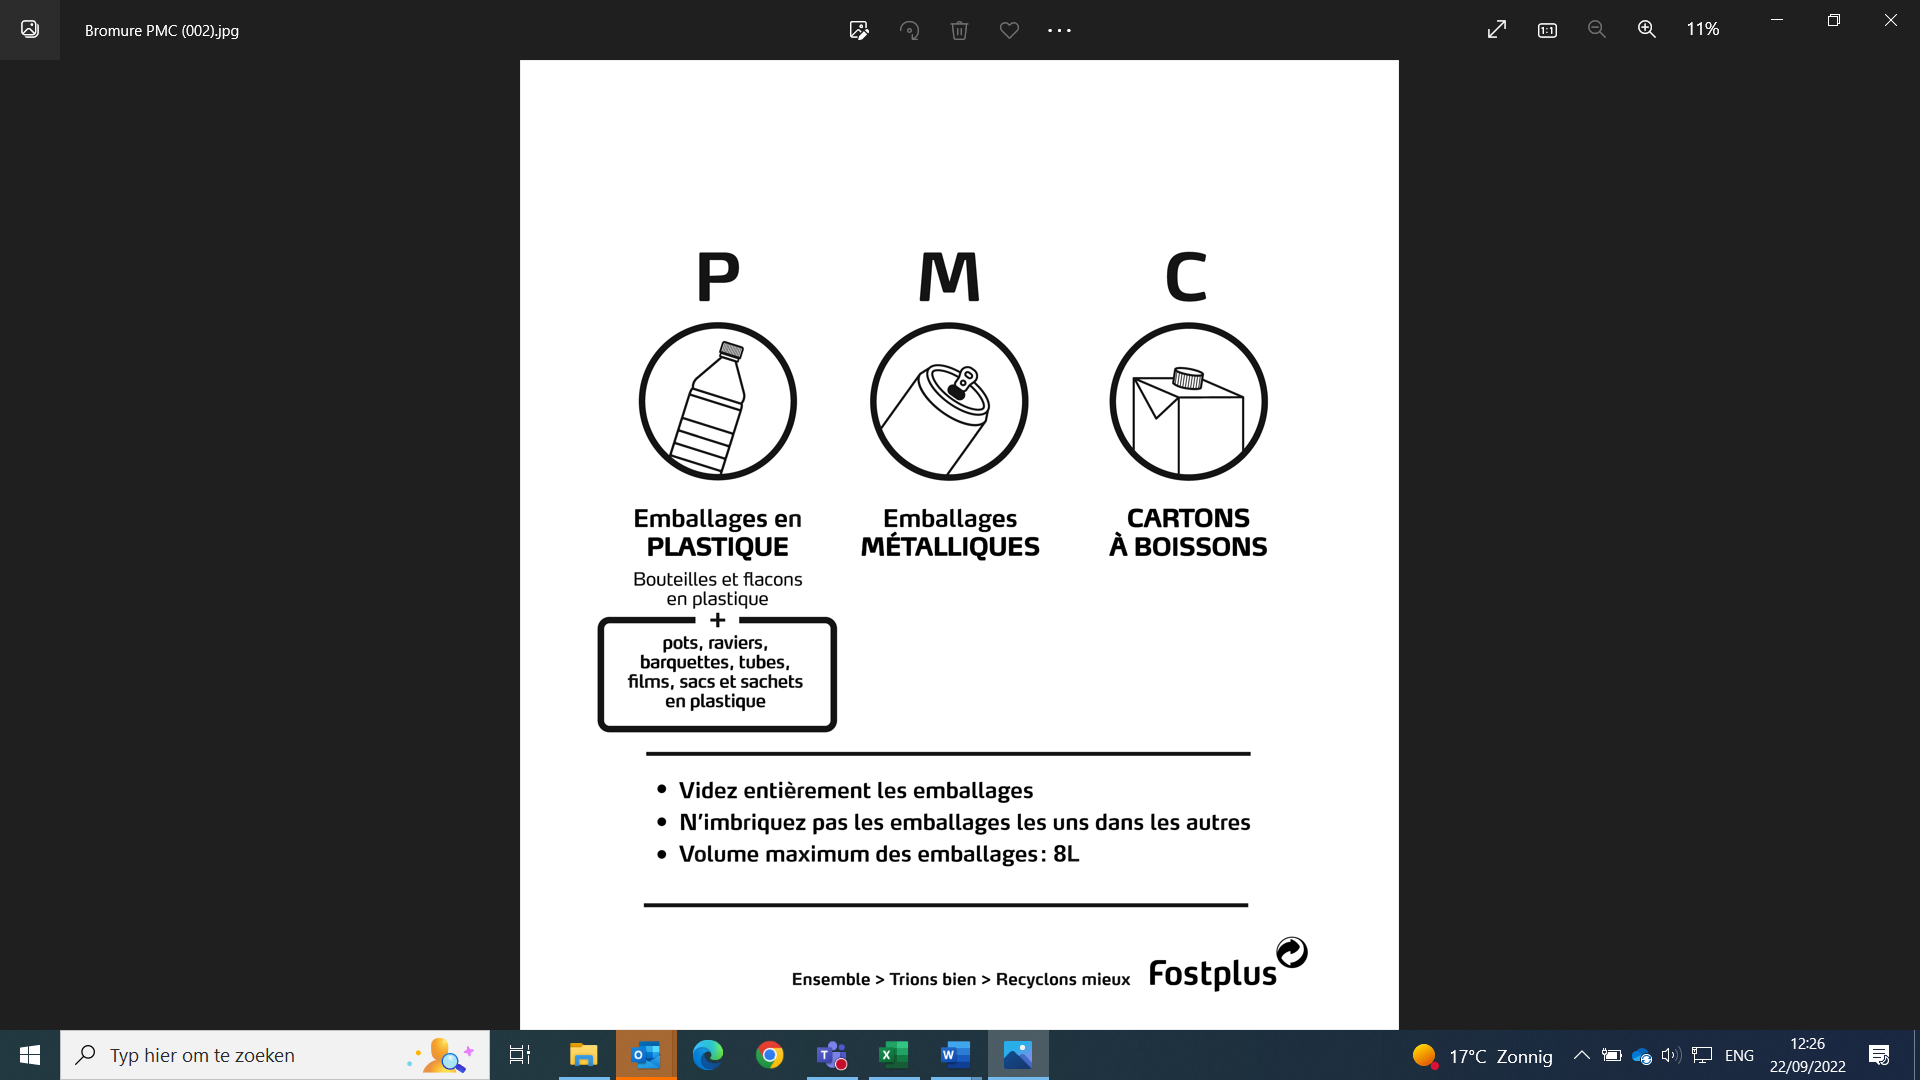 Bromure PMC (002).jpg
11%
P M C
Emballages en PLASTIQUE
Emballages MÉTALLIQUES
CARTONS À BOISSONS
Bouteilles et flacons
en plastique
+
pots, raviers,
barquettes, tubes,
films, sacs et sachets
en plastique
• Videz entièrement les emballages
• N'imbriquez pas les emballages les uns dans les autres
• Volume maximum des emballages: 8L
Ensemble > Trions bien > Recyclons mieux
Fostplus
Typ hier om te zoeken
17°C Zonnig
ENG
12:26
22/09/2022